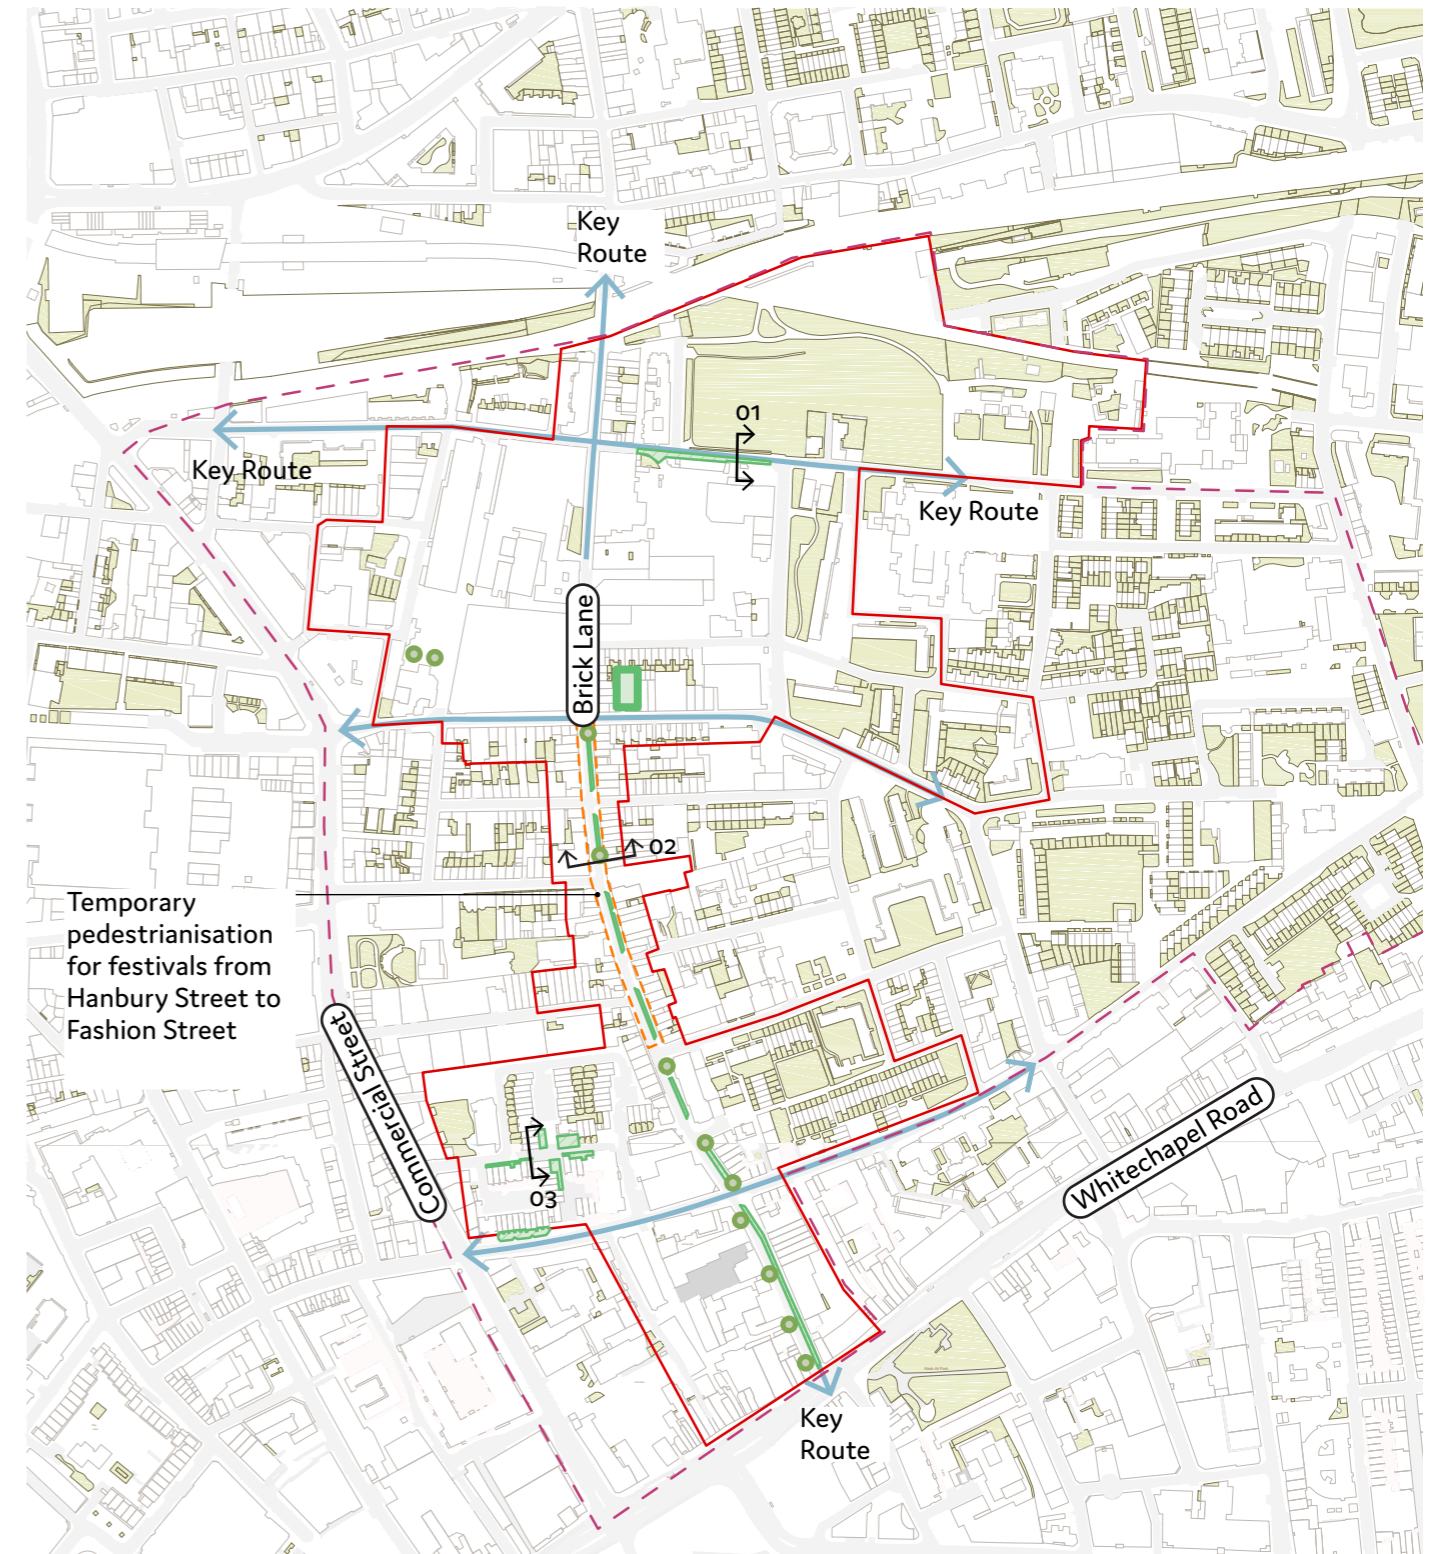 Key
Route
01
Key Route
Key Route
Brick Lane
02
Temporary
pedestrianisation
for festivals from
Hanbury Street to
Fashion Street
Commercial Street
Whitechapel Road
03
Key
Route